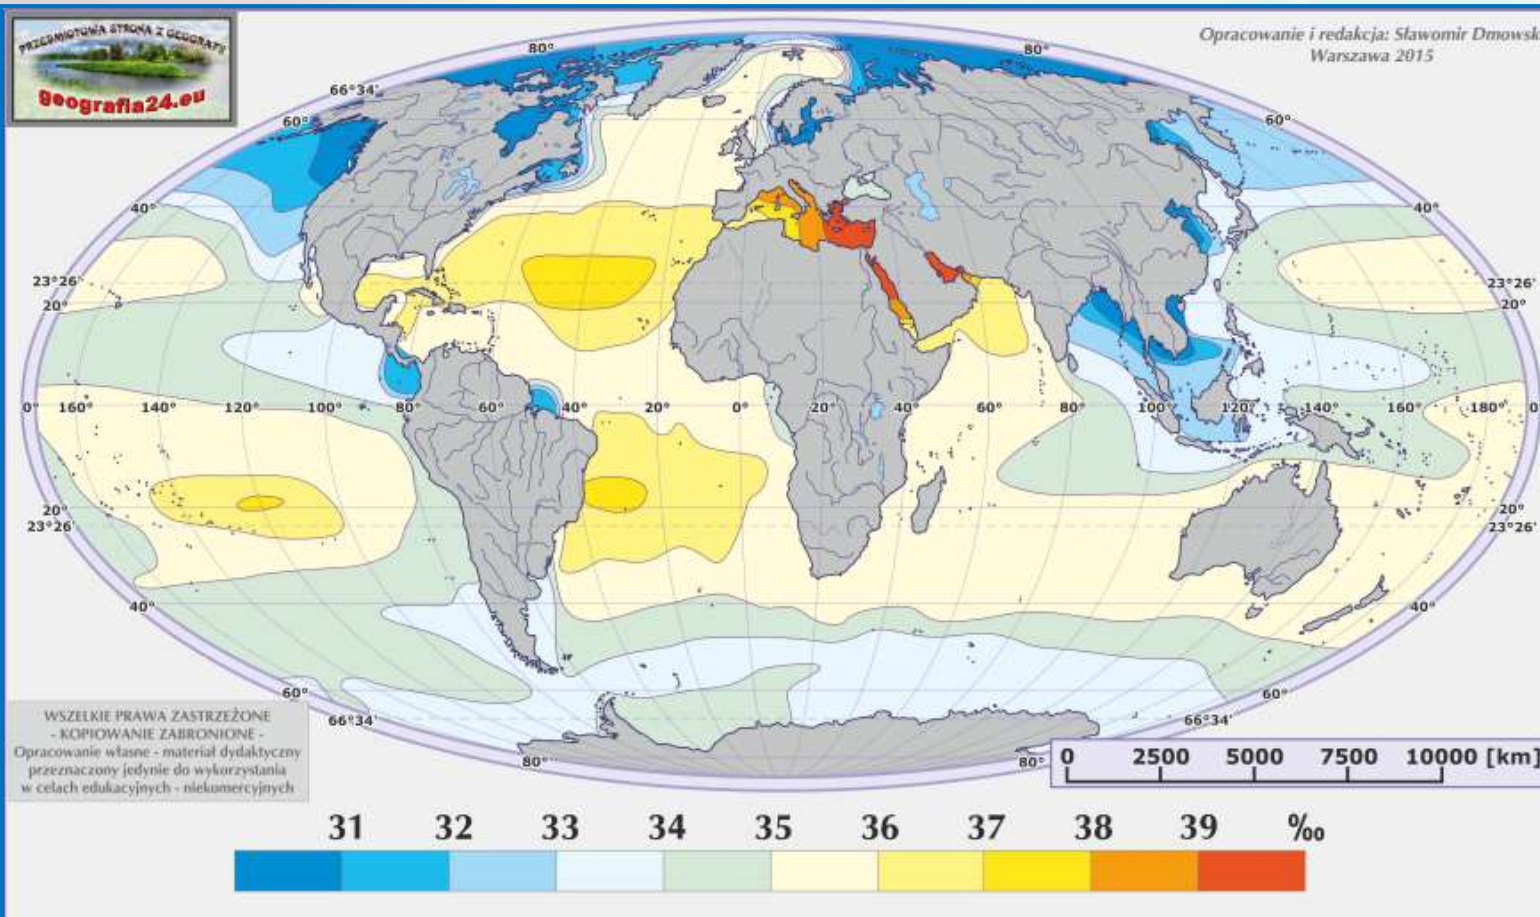 PRZEDMIOTOWA STRONA Z GEOGRAFII
geografia24.eu
Opracowanie i redakcja: Sławomir Dmowsk
Warszawa 2015
80° 80°
66°34'
60° 60°
40° 40°
23°26' 23°26'
20° 20°
0° 160° 140° 120° 100° 80° 60° 40° 20° 0° 20° 40° 60° 80° 100° 120° 140° 160° 180° 0
20° 20°
23°26' 23°26'
40° 40°
60° 60°
66°34' 66°34'
80° 80°
WSZELKIE PRAWA ZASTRZEŻONE
- KOPIOWANIE ZABRONIONE -
Opracowanie własne - materiał dydaktyczny
przeznaczony jedynie do wykorzystania
w celach edukacyjnych - niekomercyjnych
0 2500 5000 7500 10000 [km]
31 32 33 34 35 36 37 38 39 ‰